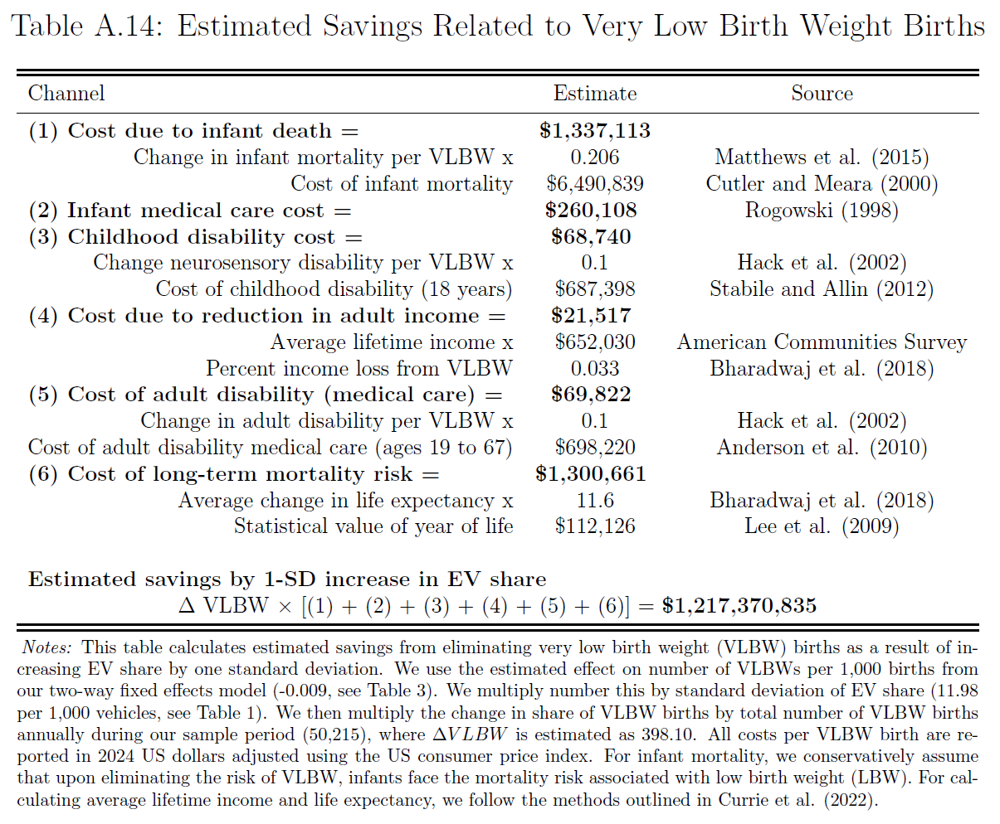 Table A.14: Estimated Savings Related to Very Low Birth Weight Births
Channel Estimate Source
(1) Cost due to infant death = $1,337,113
Change in infant mortality per VLBW x 0.206 Matthews et al. (2015)
Cost of infant mortality $6,490,839 Cutler and Meara (2000)
(2) Infant medical care cost = $260,108 Rogowski (1998)
(3) Childhood disability cost = $68,740
Change neurosensory disability per VLBW x 0.1 Hack et al. (2002)
Cost of childhood disability (18 years) $687,398 Stabile and Allin (2012)
(4) Cost due to reduction in adult income = $21,517
Average lifetime income x $652,030 American Communities Survey
Percent income loss from VLBW 0.033 Bharadwaj et al. (2018)
(5) Cost of adult disability (medical care) = $69,822
Change in adult disability per VLBW x 0.1 Hack et al. (2002)
Cost of adult disability medical care (ages 19 to 67) $698,220 Anderson et al. (2010)
(6) Cost of long-term mortality risk = $1,300,661
Average change in life expectancy x 11.6 Bharadwaj et al. (2018)
Statistical value of year of life $112,126 Lee et al. (2009)
Estimated savings by 1-SD increase in EV share
Δ VLBW × [(1) + (2) + (3) + (4) + (5) + (6)] = $1,217,370,835
Notes: This table calculates estimated savings from eliminating very low birth weight (VLBW) births as a result of in-
creasing EV share by one standard deviation. We use the estimated effect on number of VLBWs per 1,000 births from
our two-way fixed effects model (-0.009, see Table 3). We multiply number this by standard deviation of EV share (11.98
per 1,000 vehicles, see Table 1). We then multiply the change in share of VLBW births by total number of VLBW births
annually during our sample period (50,215), where ΔVLBW is estimated as 398.10. All costs per VLBW birth are re-
ported in 2024 US dollars adjusted using the US consumer price index. For infant mortality, we conservatively assume
that upon eliminating the risk of VLBW, infants face the mortality risk associated with low birth weight (LBW). For cal-
culating average lifetime income and life expectancy, we follow the methods outlined in Currie et al. (2022).